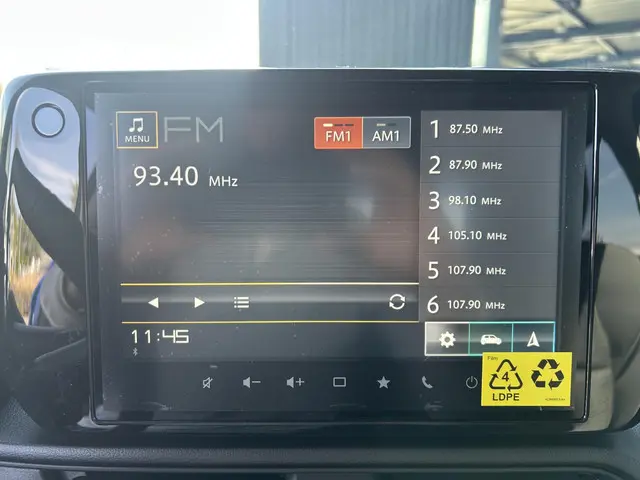 MENU
FM
FM1
AM1
93.40 MHz
1 87.50 MHz
2 87.90 MHz
3 98.10 MHz
4 105.10 MHz
5 107.90 MHz
6 107.90 MHz
11:45
Film
4
LDPE